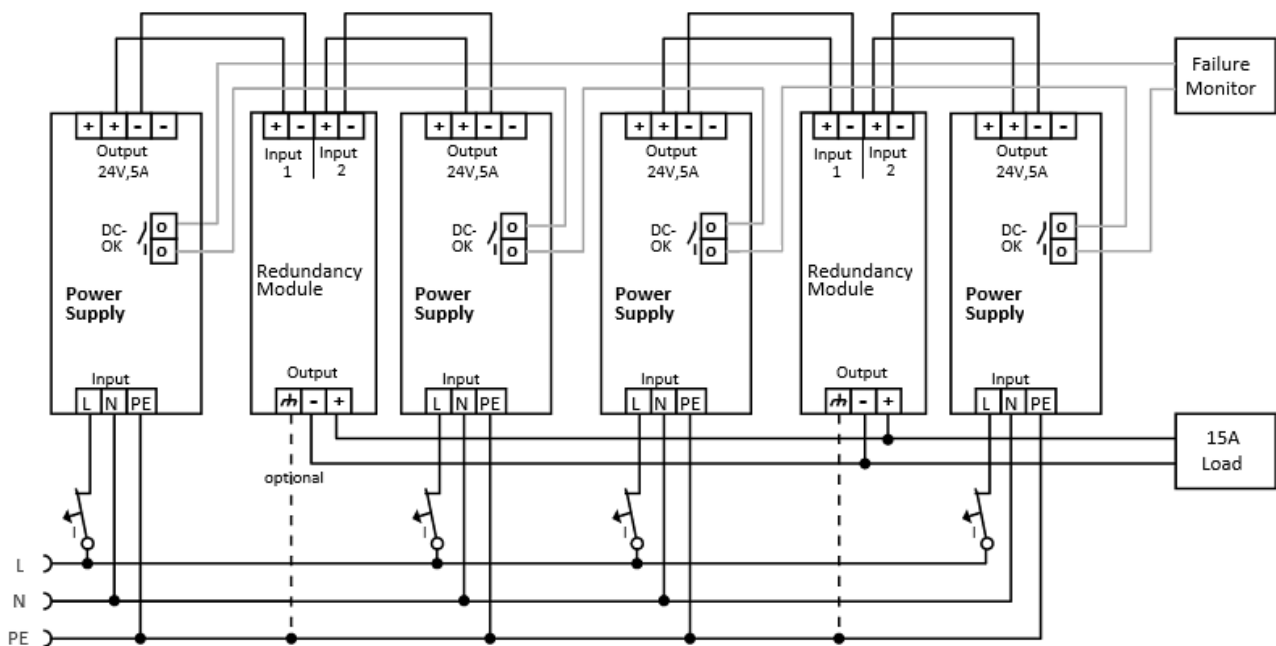 Failure
Monitor
+ + - -
Output
24V,5A
DC-
OK
o
o
Power
Supply
Input
L N PE
+ - + -
Input
1
Input
2
Redundancy
Module
Output
- +
optional
+ + - -
Output
24V,5A
DC-
OK
o
o
Power
Supply
Input
L N PE
+ + - -
Output
24V,5A
DC-
OK
o
o
Power
Supply
Input
L N PE
+ - + -
Input
1
Input
2
Redundancy
Module
Output
- +
+ + - -
Output
24V,5A
DC-
OK
o
o
Power
Supply
Input
L N PE
15A
Load
I
I
I
I
L
N
PE